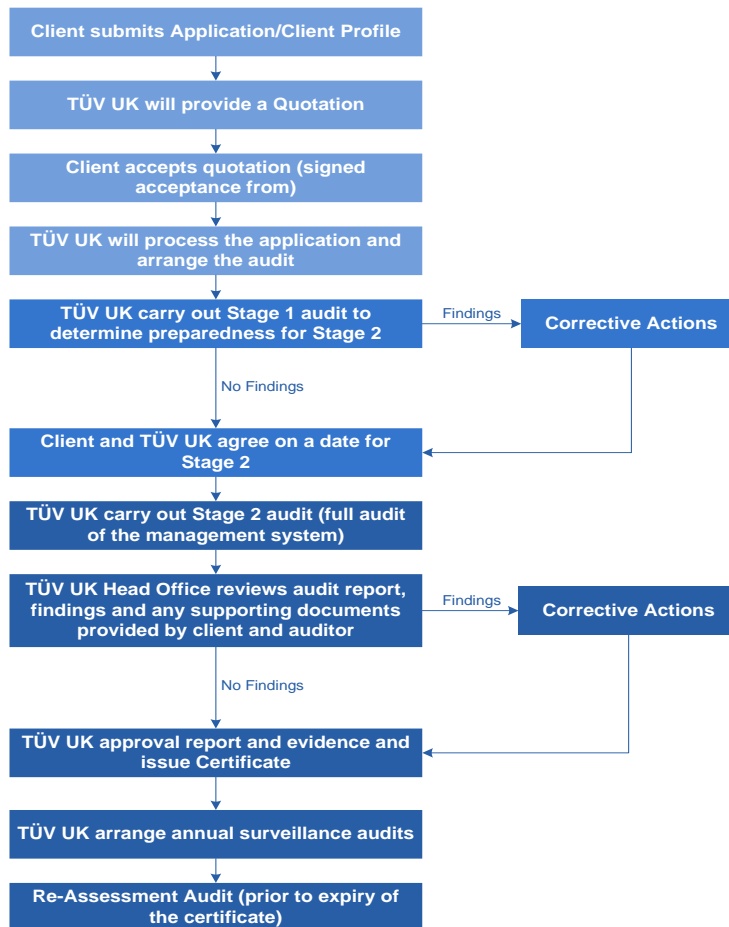 Client submits Application/Client Profile
TÜV UK will provide a Quotation
Client accepts quotation (signed
acceptance from)
TÜV UK will process the application and
arrange the audit
TÜV UK carry out Stage 1 audit to
determine preparedness for Stage 2
Findings
Corrective Actions
No Findings
Client and TÜV UK agree on a date for
Stage 2
TÜV UK carry out Stage 2 audit (full audit
of the management system)
TÜV UK Head Office reviews audit report,
findings and any supporting documents
provided by client and auditor
Findings
Corrective Actions
No Findings
TÜV UK approval report and evidence and
issue Certificate
TÜV UK arrange annual surveillance audits
Re-Assessment Audit (prior to expiry of
the certificate)